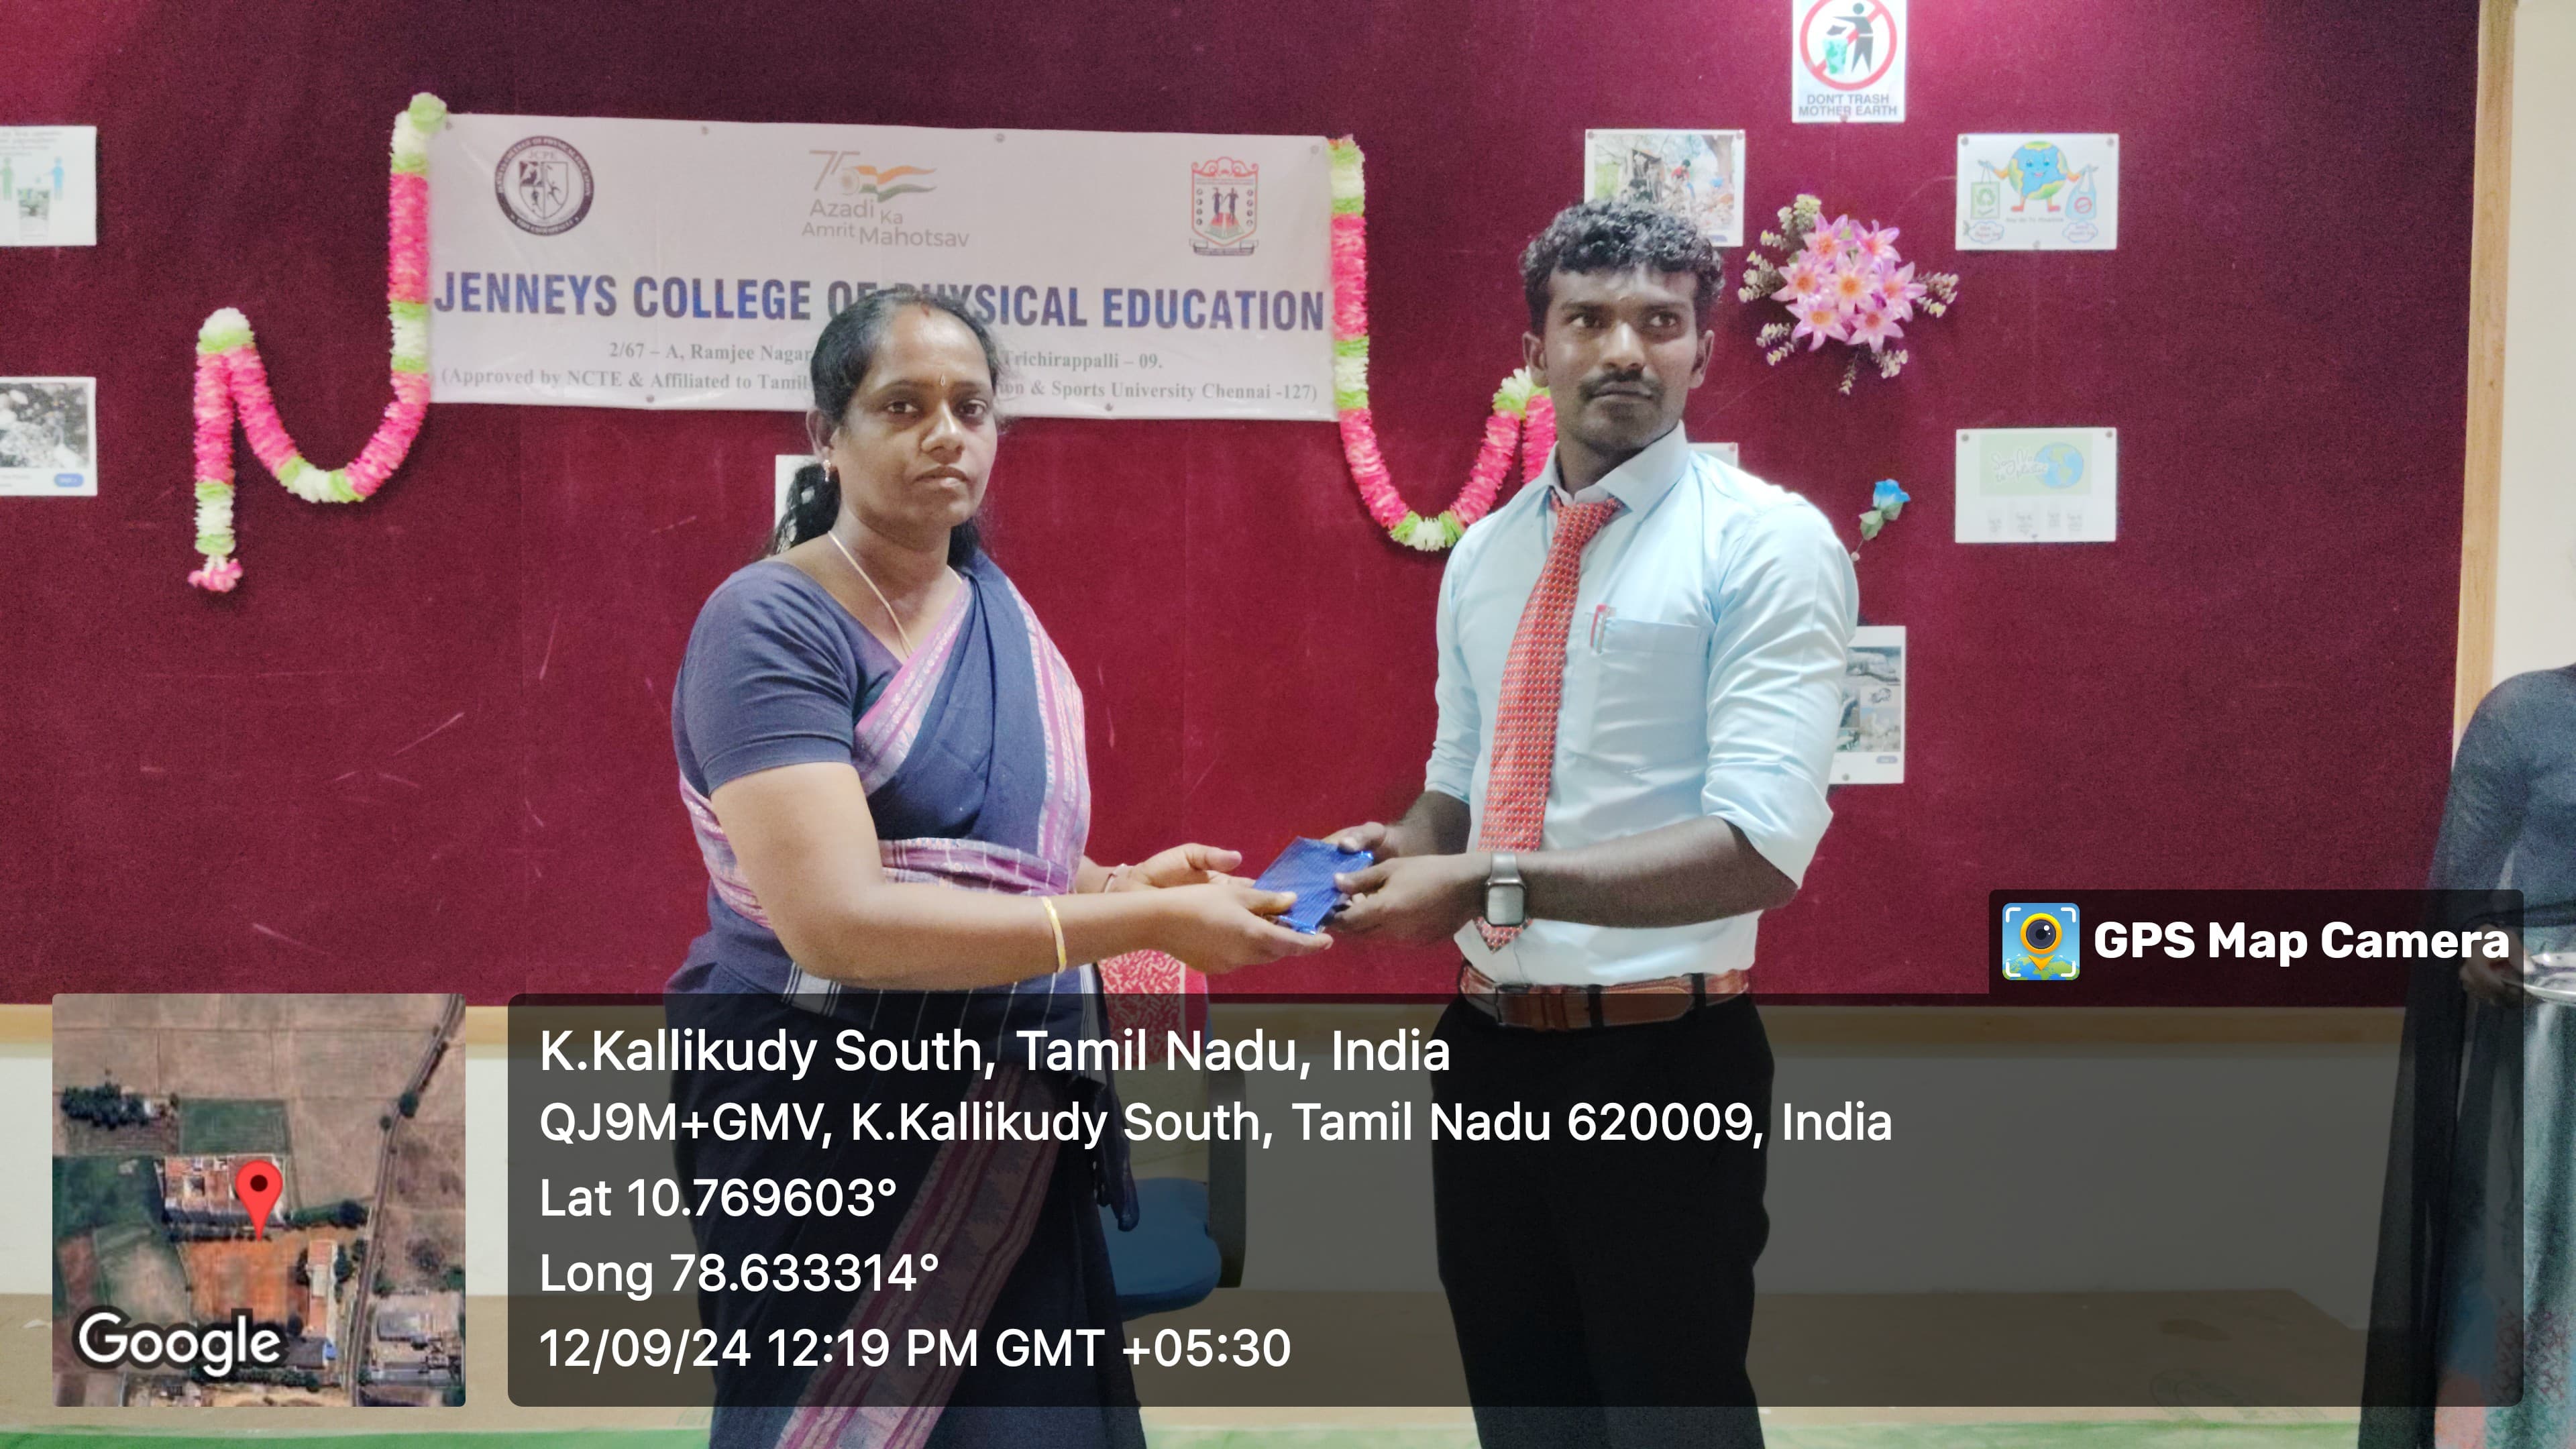 DON'T TRASH
MOTHER EARTH
75
Azadi Ka
Amrit Mahotsav
JENNEYS COLLEGE OF PHYSICAL EDUCATION
2/67 – A, Ramjee Nagar Trichirappalli – 09.
(Approved by NCTE & Affiliated to Tamil & Sports University Chennai -127)
GPS Map Camera
K.Kallikudy South, Tamil Nadu, India
QJ9M+GMV, K.Kallikudy South, Tamil Nadu 620009, India
Lat 10.769603°
Long 78.633314°
12/09/24 12:19 PM GMT +05:30
Google